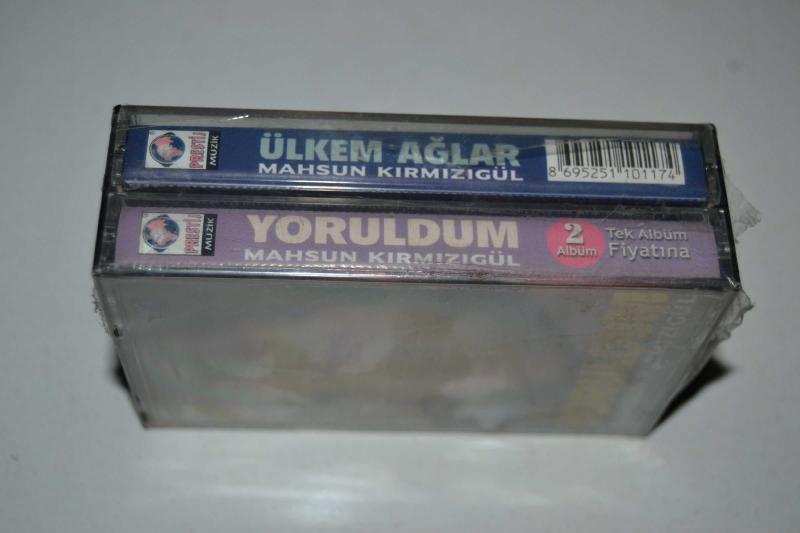 PRESTİJ
MÜZİK
ÜLKEM AĞLAR
MAHSUN KIRMIZIGÜL
8 695251 101174
PRESTİJ
MÜZİK
YORULDUM
MAHSUN KIRMIZIGÜL
2
Albüm
Tek Albüm
Fiyatına